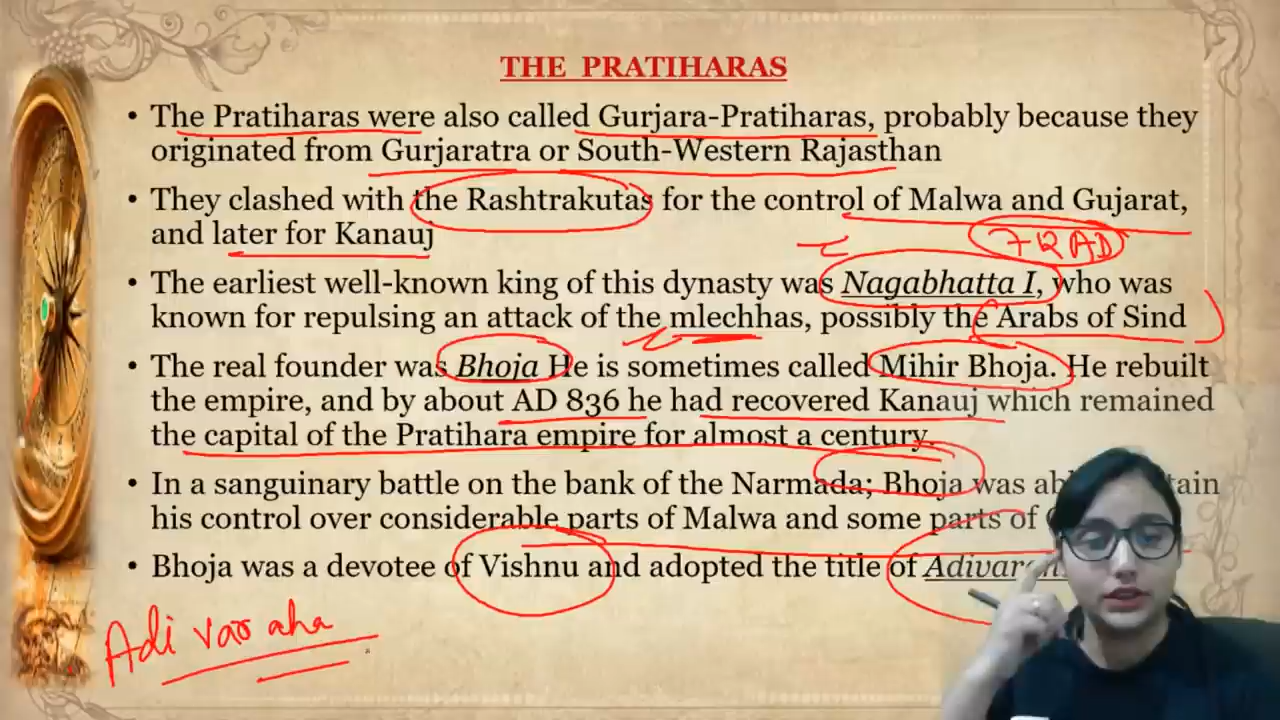 THE PRATIHARAS
• The Pratiharas were also called Gurjara-Pratiharas, probably because they
originated from Gurjaratra or South-Western Rajasthan
• They clashed with the Rashtrakutas for the control of Malwa and Gujarat,
and later for Kanauj
712 AD
• The earliest well-known king of this dynasty was Nagabhatta I, who was
known for repulsing an attack of the mlechhas, possibly the Arabs of Sind
• The real founder was Bhoja He is sometimes called Mihir Bhoja. He rebuilt
the empire, and by about AD 836 he had recovered Kanauj which remained
the capital of the Pratihara empire for almost a century.
• In a sanguinary battle on the bank of the Narmada; Bhoja was
his control over considerable parts of Malwa and some parts of
• Bhoja was a devotee of Vishnu and adopted the title of
Adi varaha